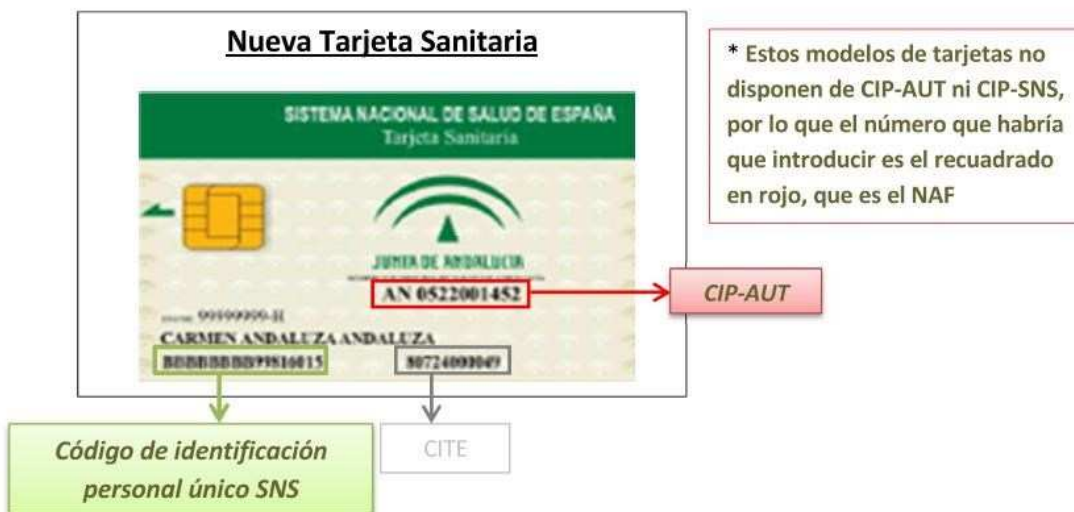 Nueva Tarjeta Sanitaria
* Estos modelos de tarjetas no
disponen de CIP-AUT ni CIP-SNS,
por lo que el número que habría
que introducir es el recuadrado
en rojo, que es el NAF
SISTEMA NACIONAL DE SALUD DE ESPAÑA
Tarjeta Sanitaria
JUNTA DE ANDALUCIA
AN 0522001452
CIP-AUT
99999999-H
CARMEN ANDALUZA ANDALUZA
BBBBBBBB99816015
80724000049
Código de identificación
personal único SNS
CITE